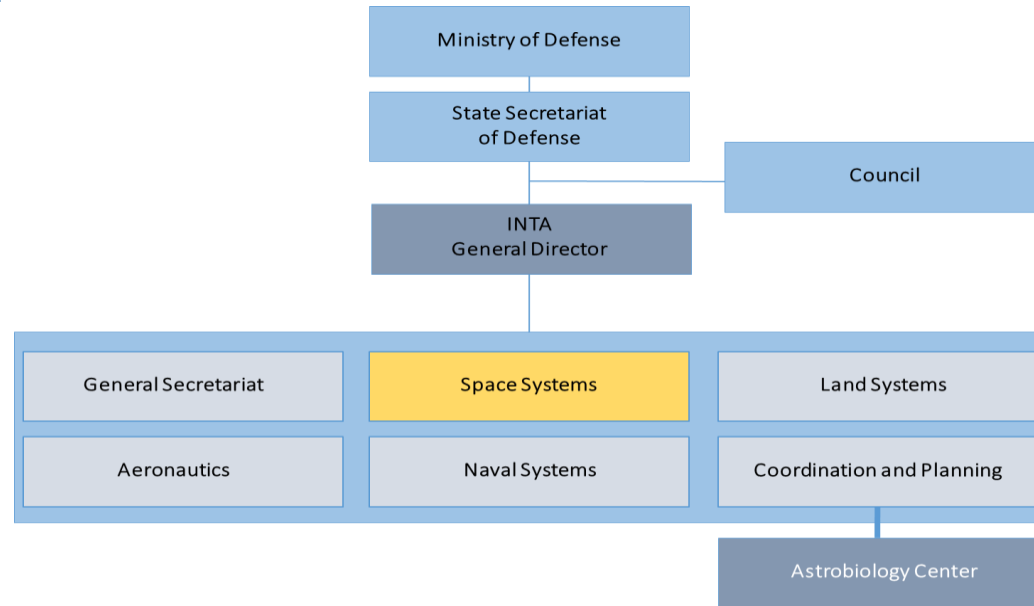 Ministry of Defense
State Secretariat
of Defense
Council
INTA
General Director
General Secretariat
Space Systems
Land Systems
Aeronautics
Naval Systems
Coordination and Planning
Astrobiology Center